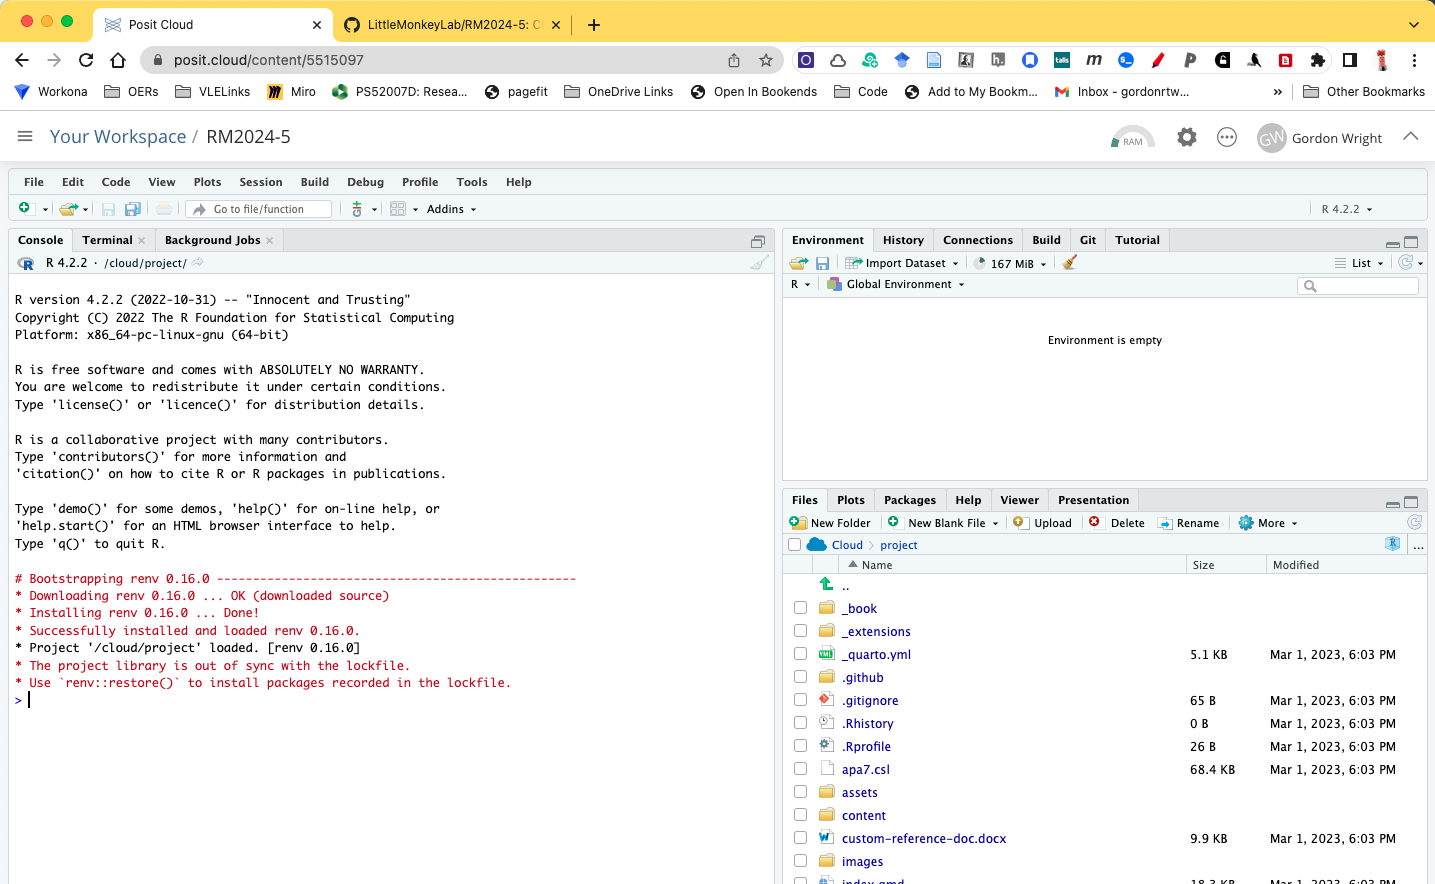 Posit Cloud
LittleMonkeyLab/RM2024-5: C
posit.cloud/content/5515097
Workona
OERs
VLELinks
Miro
PS52007D: Resea...
pagefit
OneDrive Links
Open In Bookends
Code
Add to My Bookm...
Inbox - gordonrtw...
»
Other Bookmarks
Your Workspace / RM2024-5
RAM
GW
Gordon Wright
File Edit Code View Plots Session Build Debug Profile Tools Help
Go to file/function
Addins
R 4.2.2
Console Terminal Background Jobs
R 4.2.2 · /cloud/project/
R version 4.2.2 (2022-10-31) -- "Innocent and Trusting"
Copyright (C) 2022 The R Foundation for Statistical Computing
Platform: x86_64-pc-linux-gnu (64-bit)
R is free software and comes with ABSOLUTELY NO WARRANTY.
You are welcome to redistribute it under certain conditions.
Type 'license()' or 'licence()' for distribution details.
R is a collaborative project with many contributors.
Type 'contributors()' for more information and
'citation()' on how to cite R or R packages in publications.
Type 'demo()' for some demos, 'help()' for on-line help, or
'help.start()' for an HTML browser interface to help.
Type 'q()' to quit R.
# Bootstrapping renv 0.16.0 --------------------------------------------------
* Downloading renv 0.16.0 ... OK (downloaded source)
* Installing renv 0.16.0 ... Done!
* Successfully installed and loaded renv 0.16.0.
* Project '/cloud/project' loaded. [renv 0.16.0]
* The project library is out of sync with the lockfile.
* Use `renv::restore()` to install packages recorded in the lockfile.
>
Environment History Connections Build Git Tutorial
Import Dataset
167 MiB
List
R
Global Environment
Environment is empty
Files Plots Packages Help Viewer Presentation
New Folder New Blank File Upload Delete Rename More
Cloud project
...
Name Size Modified
..
_book
_extensions
_quarto.yml 5.1 KB Mar 1, 2023, 6:03 PM
.github
.gitignore 65 B Mar 1, 2023, 6:03 PM
.Rhistory 0 B Mar 1, 2023, 6:03 PM
.Rprofile 26 B Mar 1, 2023, 6:03 PM
apa7.csl 68.4 KB Mar 1, 2023, 6:03 PM
assets
content
custom-reference-doc.docx 9.9 KB Mar 1, 2023, 6:03 PM
images
index.qmd 18.3 KB Mar 1, 2023, 6:03 PM